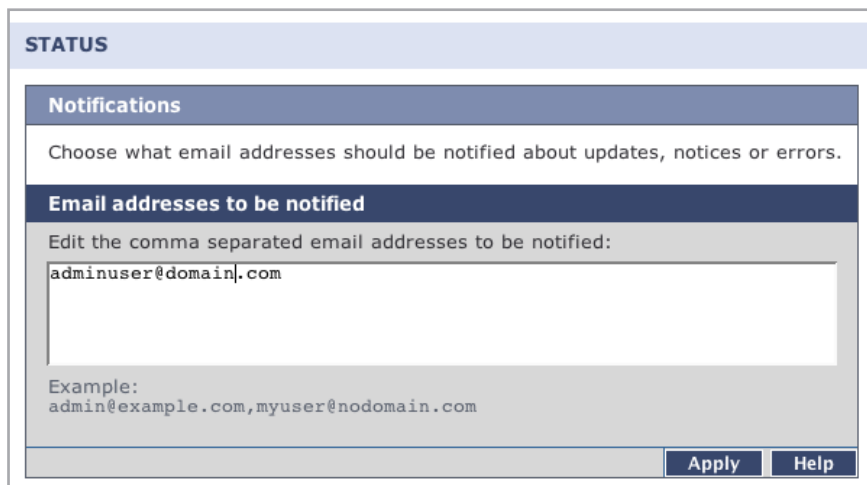 STATUS
Notifications
Choose what email addresses should be notified about updates, notices or errors.
Email addresses to be notified
Edit the comma separated email addresses to be notified:
adminuser@domain.com
Example:
admin@example.com,myuser@nodomain.com
Apply Help